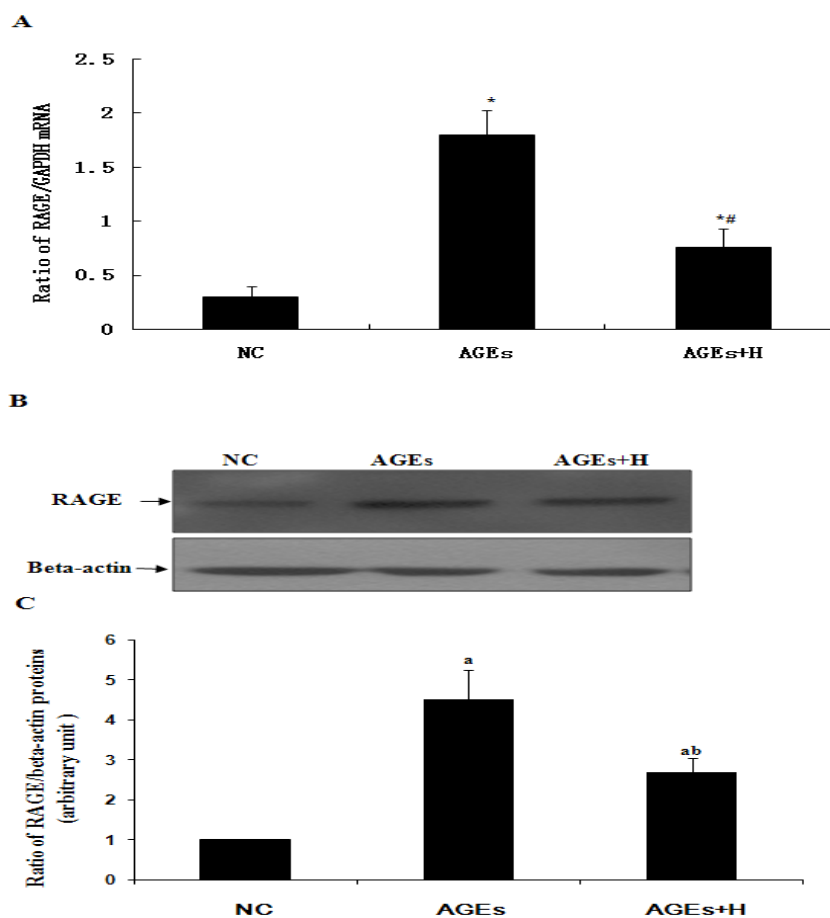 A
Ratio of RAGE/GAPDH mRNA
2.5
2
1.5
1
0.5
0
*
*#
NC AGEs AGEs+H
B
NC AGEs AGEs+H
RAGE
Beta-actin
C
Ratio of RAGE/beta-actin proteins
(arbitrary unit )
6
5
4
3
2
1
0
a
ab
NC AGEs AGEs+H